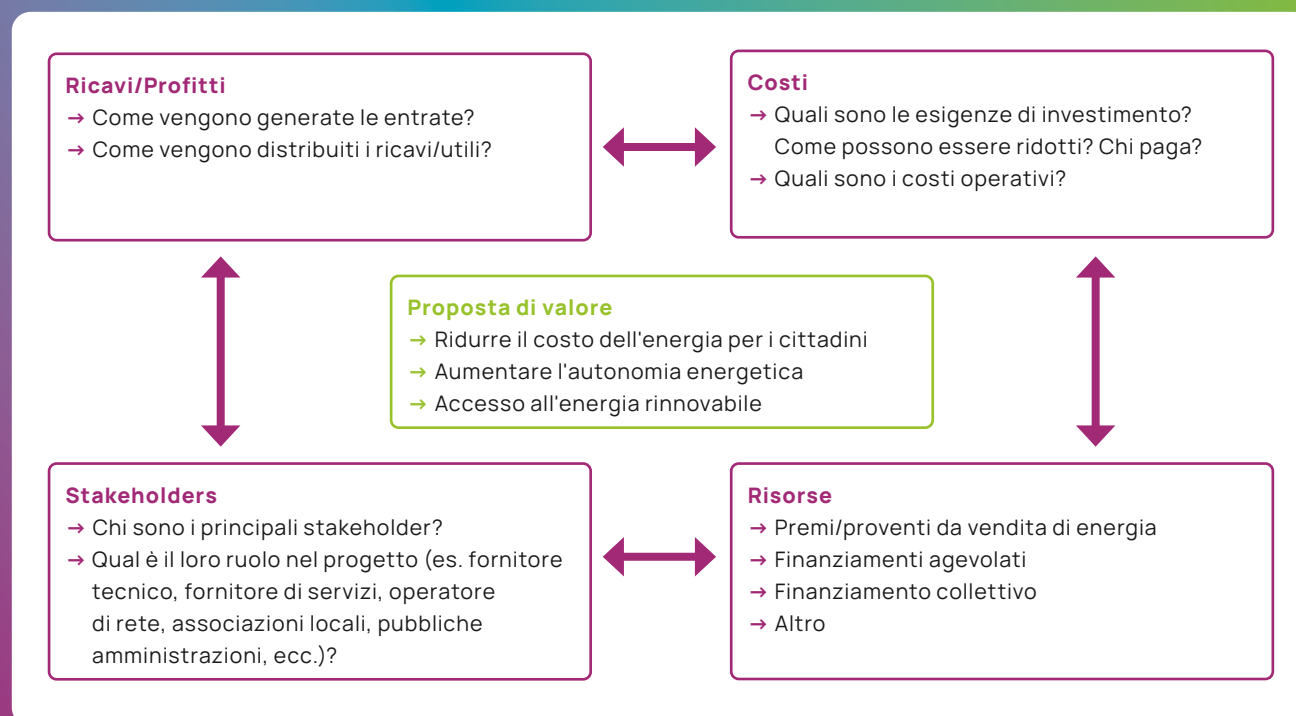 Ricavi/Profitti
→ Come vengono generate le entrate?
→ Come vengono distribuiti i ricavi/utili?
Costi
→ Quali sono le esigenze di investimento?
Come possono essere ridotti? Chi paga?
→ Quali sono i costi operativi?
Proposta di valore
→ Ridurre il costo dell'energia per i cittadini
→ Aumentare l'autonomia energetica
→ Accesso all'energia rinnovabile
Stakeholders
→ Chi sono i principali stakeholder?
→ Qual è il loro ruolo nel progetto (es. fornitore
tecnico, fornitore di servizi, operatore
di rete, associazioni locali, pubbliche
amministrazioni, ecc.)?
Risorse
→ Premi/proventi da vendita di energia
→ Finanziamenti agevolati
→ Finanziamento collettivo
→ Altro